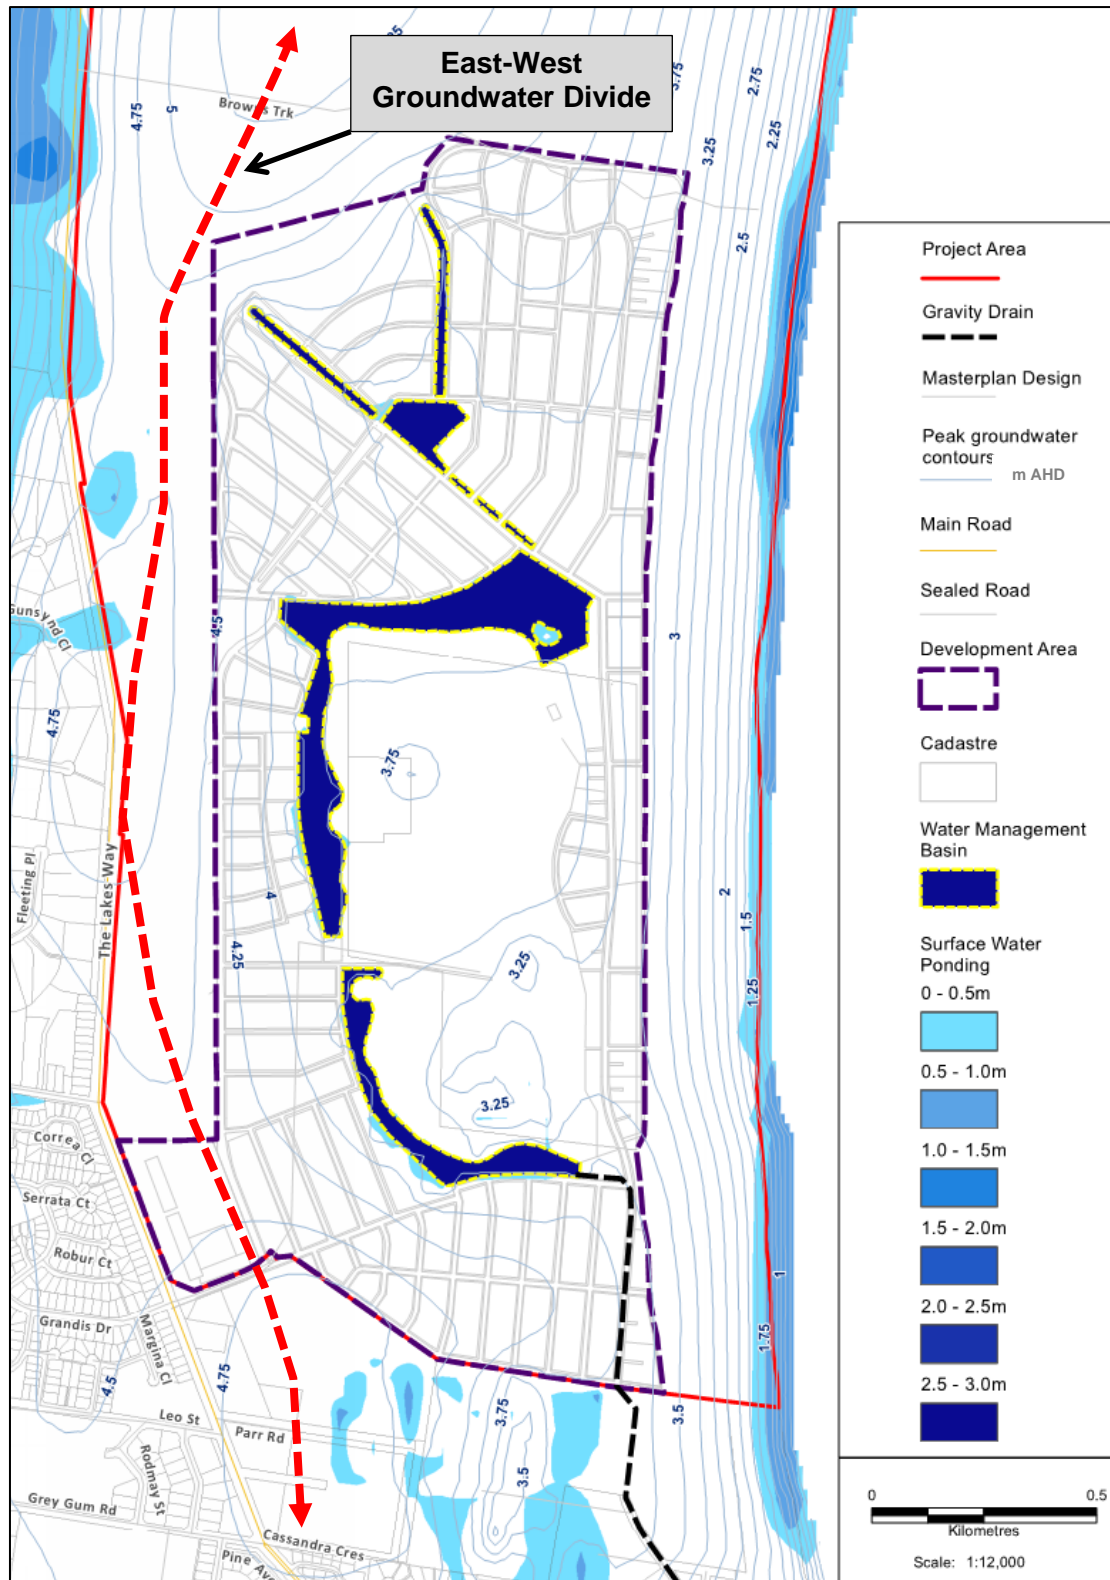 East-West
Groundwater Divide
Browns Trk
4.75
5
3.75
2.75
3.25
2.25
2.5
Gunsynd Cl
4.5
3
4.75
3.75
Fleeting Pl
The Lakes Way
4
2
1.5
4.25
3.25
1.25
3.25
Correa Cl
Serrata Ct
Robur Ct
Grandis Dr
Margina Cl
1
1.75
4.5
4.75
Leo St
Parr Rd
3.75
3.5
3.5
Rodmay St
Grey Gum Rd
Cassandra Cres
Pine Av
Project Area
Gravity Drain
Masterplan Design
Peak groundwater
contours
m AHD
Main Road
Sealed Road
Development Area
Cadastre
Water Management
Basin
Surface Water
Ponding
0 - 0.5m
0.5 - 1.0m
1.0 - 1.5m
1.5 - 2.0m
2.0 - 2.5m
2.5 - 3.0m
0 0.5
Kilometres
Scale: 1:12,000